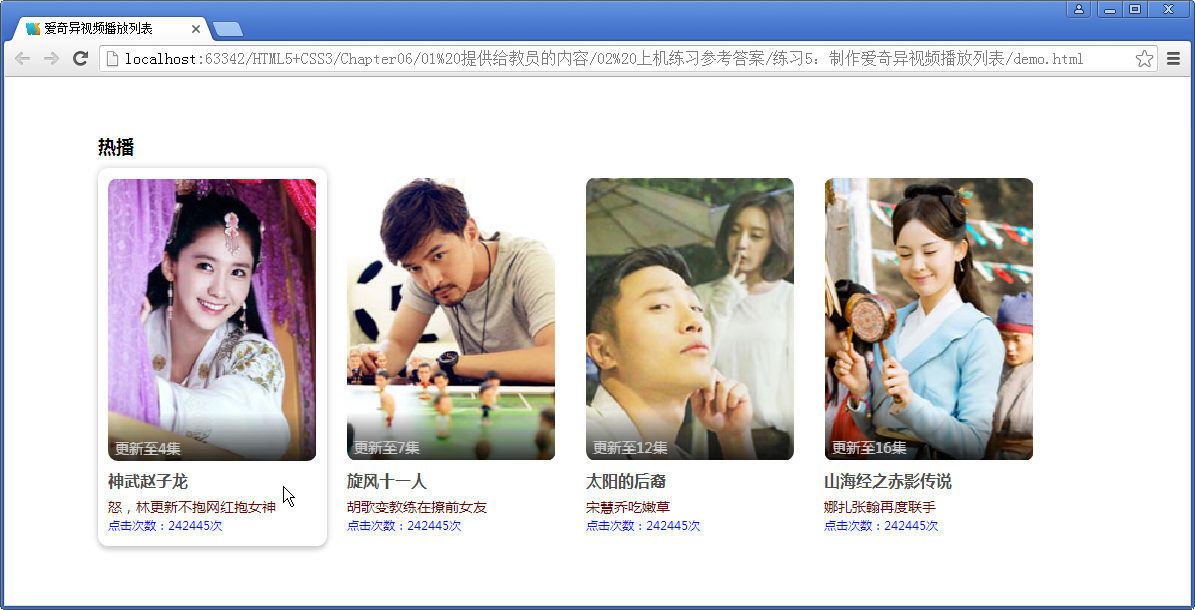 爱奇异视频播放列表
localhost:63342/HTML5+CSS3/Chapter06/01%20提供给教员的内容/02%20上机练习参考答案/练习5：制作爱奇异视频播放列表/demo.html
热播
更新至4集
更新至7集
更新至12集
更新至16集
神武赵子龙
旋风十一人
太阳的后裔
山海经之赤影传说
怒，林更新不抱网红抱女神
胡歌变教练在撩前女友
宋慧乔吃嫩草
娜扎张翰再度联手
点击次数：242445次
点击次数：242445次
点击次数：242445次
点击次数：242445次